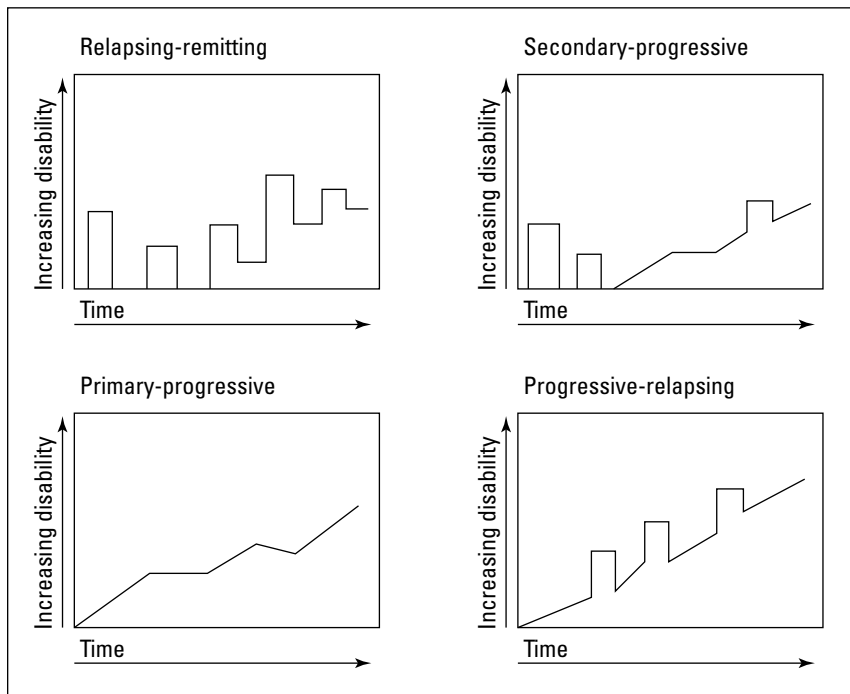 Relapsing-remitting
Increasing disability
Time
Secondary-progressive
Increasing disability
Time
Primary-progressive
Increasing disability
Time
Progressive-relapsing
Increasing disability
Time